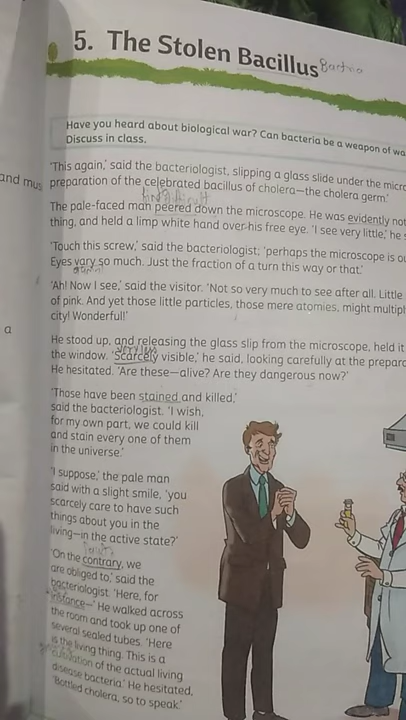 5. The Stolen Bacillus
Have you heard about biological war? Can bacteria be a weapon of
Discuss in class.
'This again,' said the bacteriologist, slipping a glass slide under the
and mus
preparation of the celebrated bacillus of cholera—the cholera germ.'
The pale-faced man peered down the microscope. He was evidently not
thing, and held a limp white hand over his free eye. 'I see very little,' he
'Touch this screw,' said the bacteriologist; 'perhaps the microscope is
Eyes vary so much. Just the fraction of a turn this way or that.'
'Ah! Now I see,' said the visitor. 'Not so very much to see after all. Little
of pink. And yet those little particles, those mere atomies, might
city! Wonderful!'
a
He stood up, and releasing the glass slip from the microscope, held it
the window. 'Scarcely visible,' he said, looking carefully at the
He hesitated. 'Are these—alive? Are they dangerous now?'
'Those have been stained and killed,'
said the bacteriologist. 'I wish,
for my own part, we could kill
and stain every one of them
in the universe.'
'I suppose,' the pale man
said with a slight smile, 'you
scarcely care to have such
things about you in the
living—in the active state?'
'On the contrary, we
are obliged to,' said the
bacteriologist. 'Here, for
instance—' He walked across
the room and took up one of
several sealed tubes. 'Here
is the living thing. This is a
cultivation of the actual living
disease bacteria.' He hesitated,
'Bottled cholera, so to speak.'